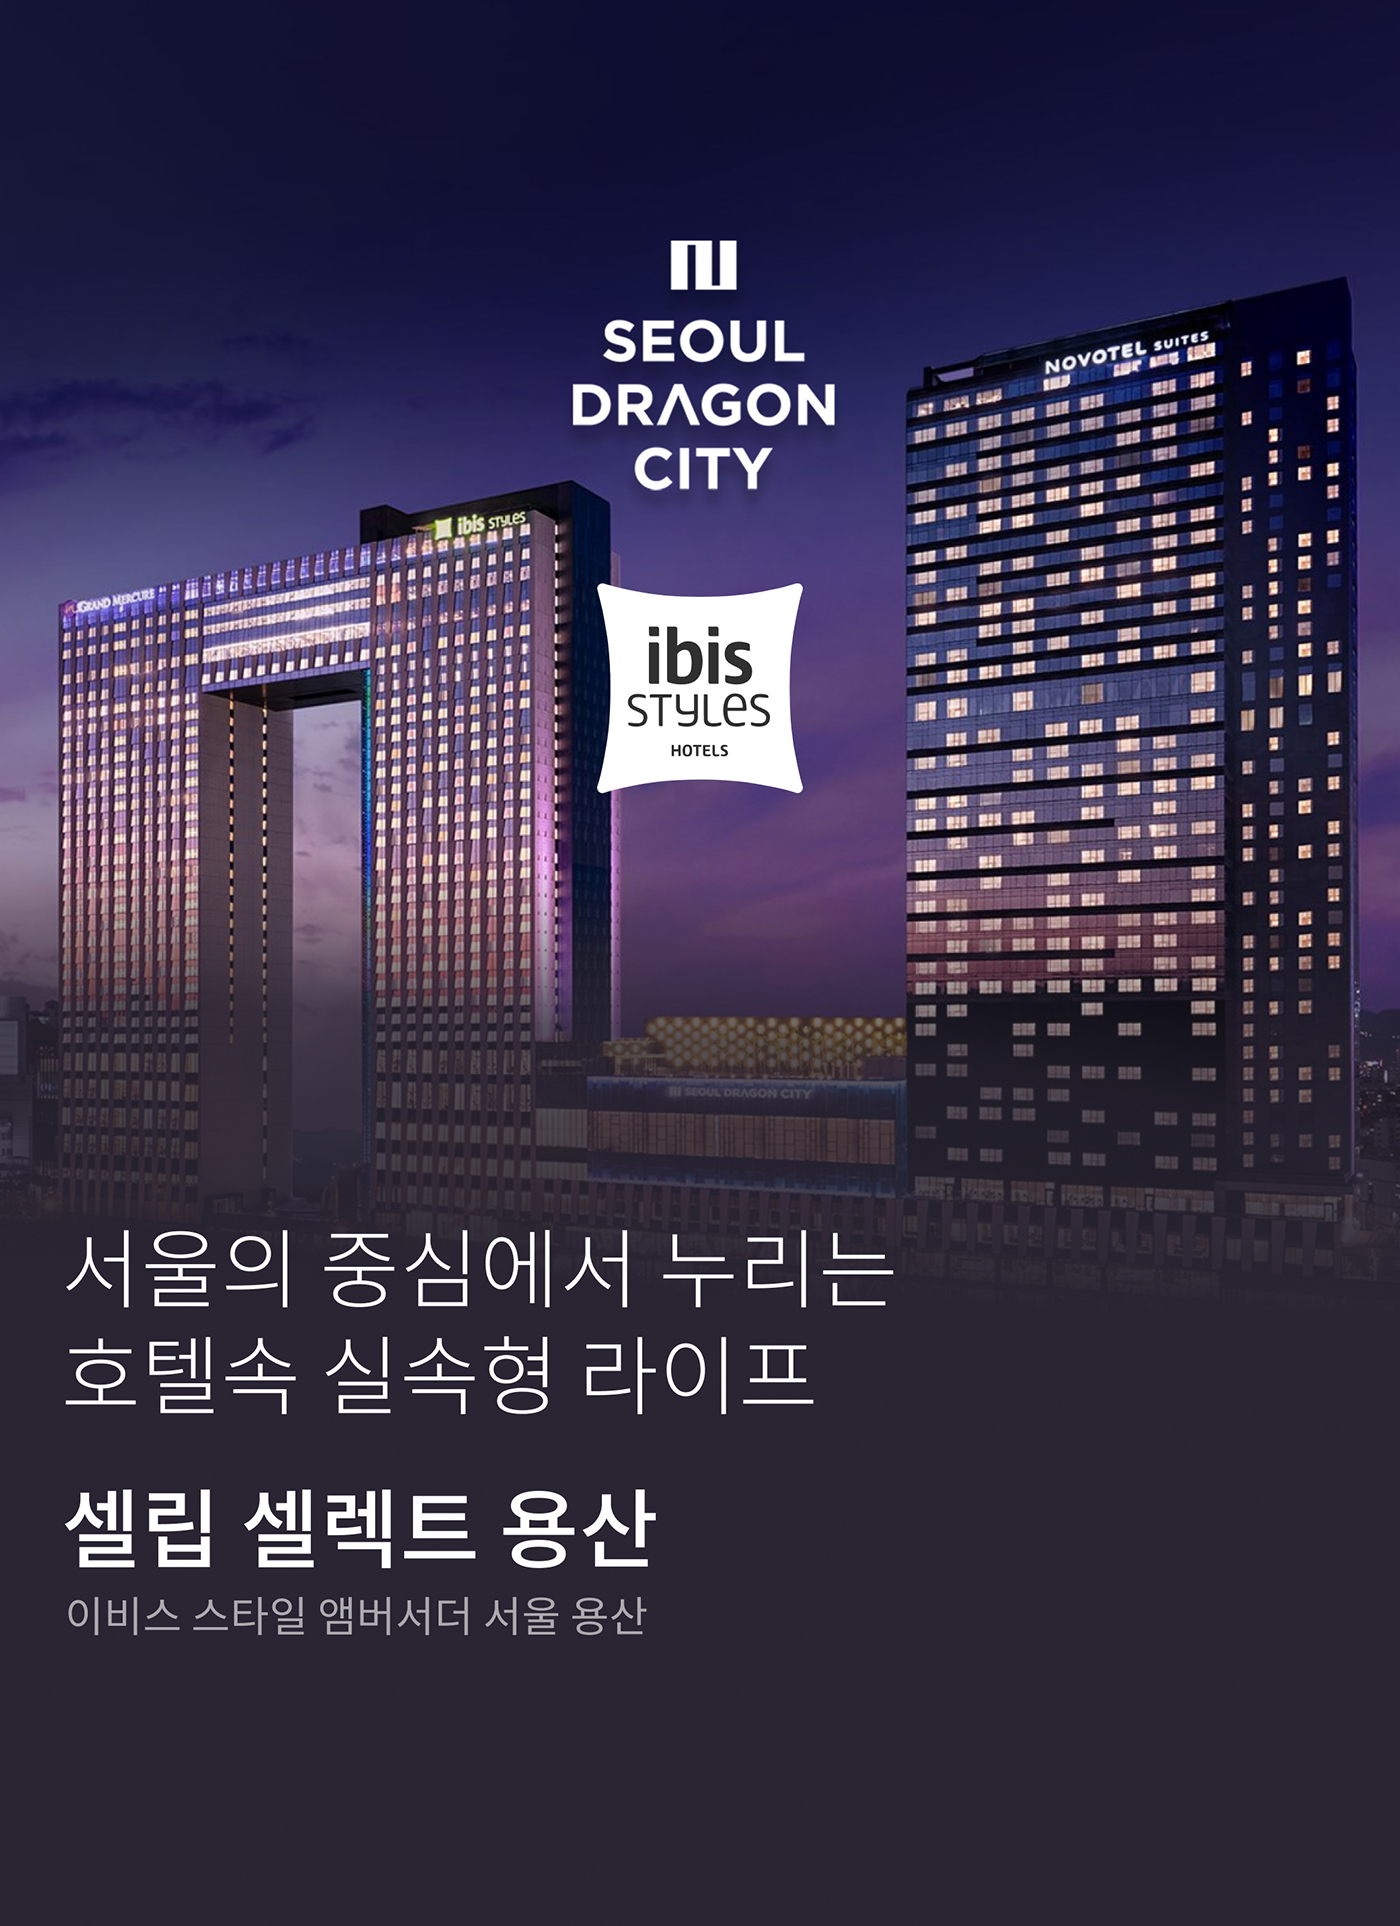 SEOUL
DRAGON
CITY
NOVOTEL SUITES
ibis STYLES
GRAND MERCURE
ibis
STYLES
HOTELS
SEOUL DRAGON CITY
서울의 중심에서 누리는
호텔속 실속형 라이프
셀립 셀렉트 용산
이비스 스타일 앰버서더 서울 용산